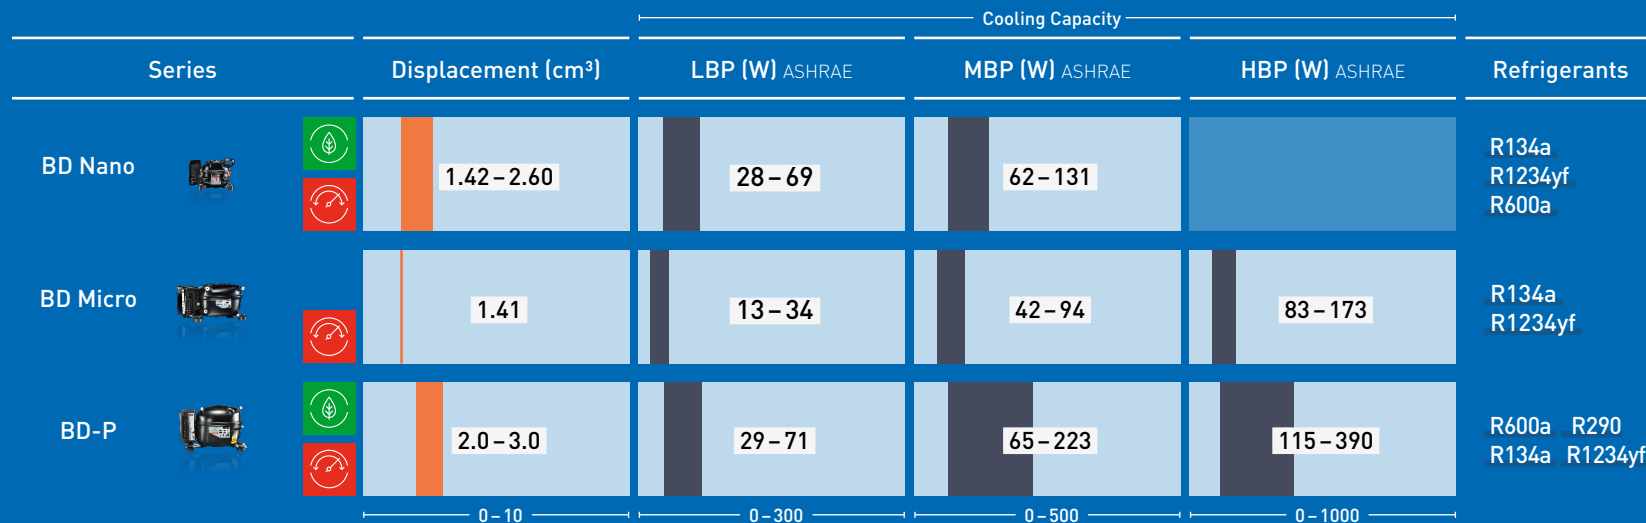 Cooling Capacity
Series Displacement (cm³) LBP (W) ASHRAE MBP (W) ASHRAE HBP (W) ASHRAE Refrigerants
BD Nano 1.42–2.60 28–69 62–131 R134a
R1234yf
R600a
BD Micro 1.41 13–34 42–94 83–173 R134a
R1234yf
BD-P 2.0–3.0 29–71 65–223 115–390 R600a R290
R134a R1234yf
0–10 0–300 0–500 0–1000